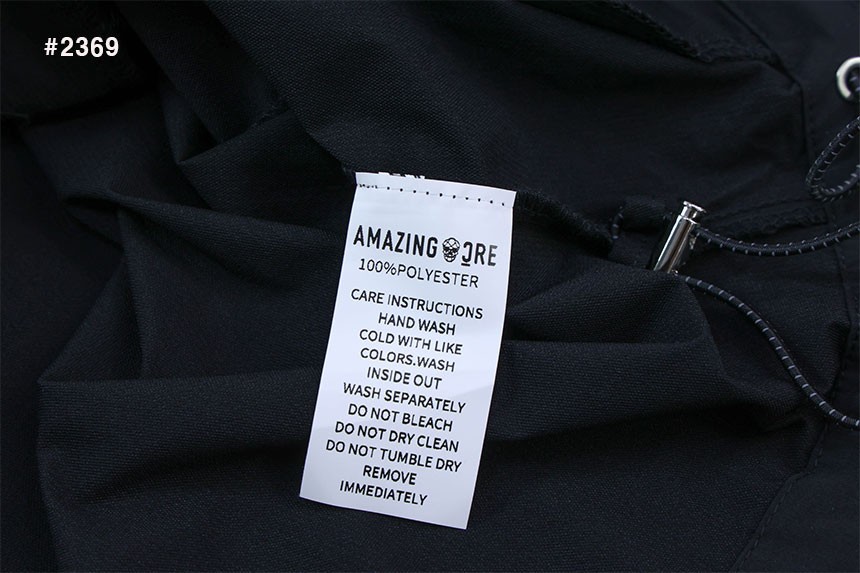 #2369
AMAZING CORE
100%POLYESTER
CARE INSTRUCTIONS
HAND WASH
COLD WITH LIKE
COLORS.WASH
INSIDE OUT
WASH SEPARATELY
DO NOT BLEACH
DO NOT DRY CLEAN
DO NOT TUMBLE DRY
REMOVE
IMMEDIATELY